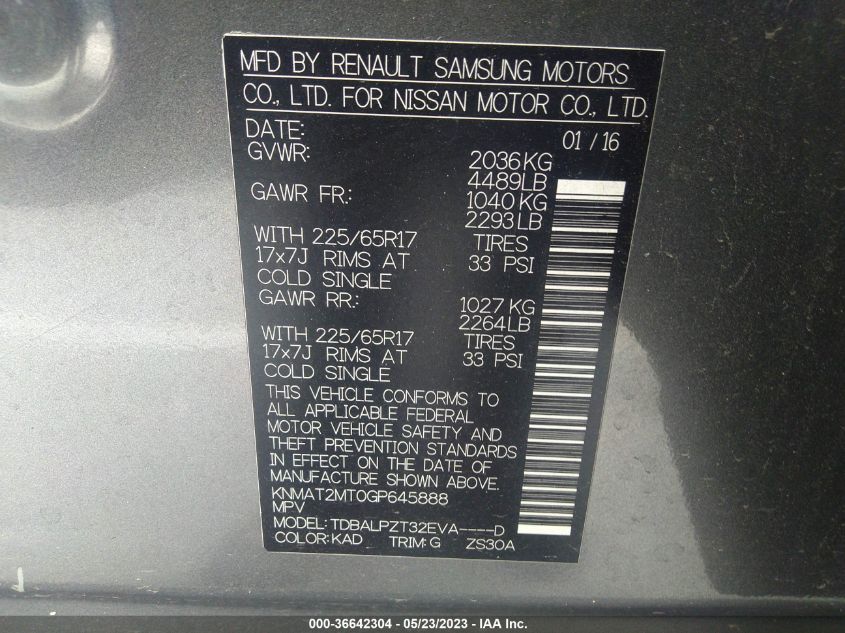 MFD BY RENAULT SAMSUNG MOTORS
CO., LTD. FOR NISSAN MOTOR CO., LTD.
DATE: 01 / 16
GVWR: 2036KG
4489LB
GAWR FR: 1040KG
2293LB
WITH 225/65R17 TIRES
17x7J RIMS AT 33 PSI
COLD SINGLE
GAWR RR: 1027KG
2264LB
WITH 225/65R17 TIRES
17x7J RIMS AT 33 PSI
COLD SINGLE
THIS VEHICLE CONFORMS TO
ALL APPLICABLE FEDERAL
MOTOR VEHICLE SAFETY AND
THEFT PREVENTION STANDARDS
IN EFFECT ON THE DATE OF
MANUFACTURE SHOWN ABOVE.
KNMAT2MT0GP645888
MPV
MODEL: TDBALPZT32EVA----D
COLOR:KAD TRIM:G ZS30A
000-36642304 - 05/23/2023 - IAA Inc.